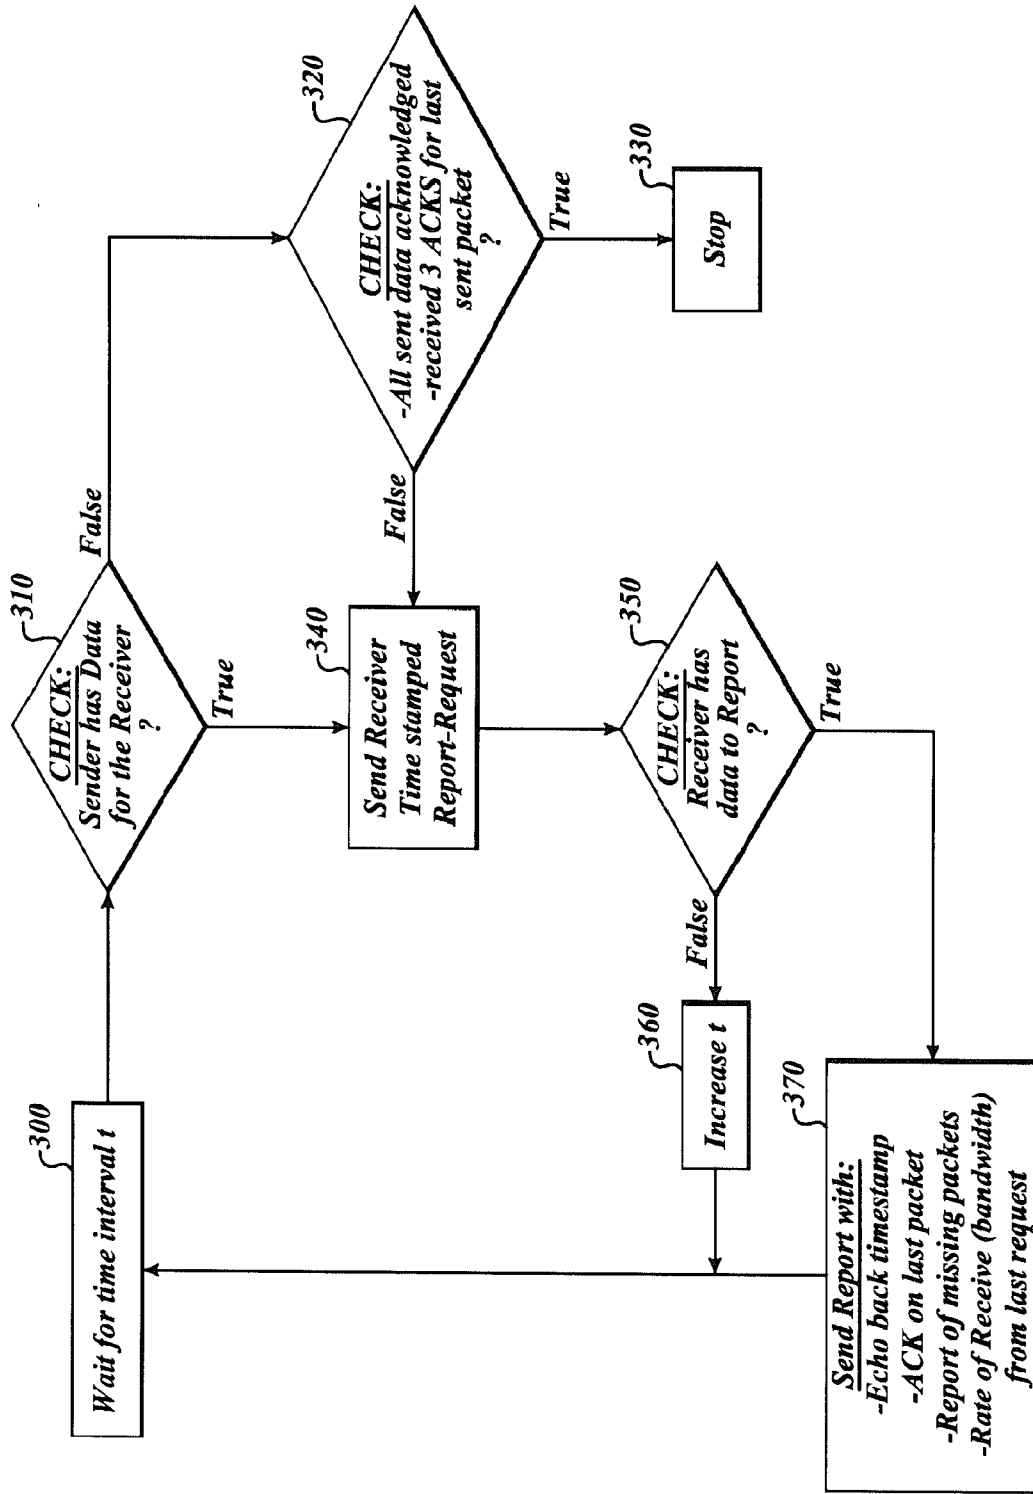 300
Wait for time interval t
310
CHECK:
Sender has Data
for the Receiver
?
False
True
320
CHECK:
-All sent data acknowledged
-received 3 ACKS for last
sent packet
?
False
True
330
Stop
340
Send Receiver
Time stamped
Report-Request
350
CHECK:
Receiver has
data to Report
?
False
True
360
Increase t
370
Send Report with:
-Echo back timestamp
-ACK on last packet
-Report of missing packets
-Rate of Receive (bandwidth)
from last request